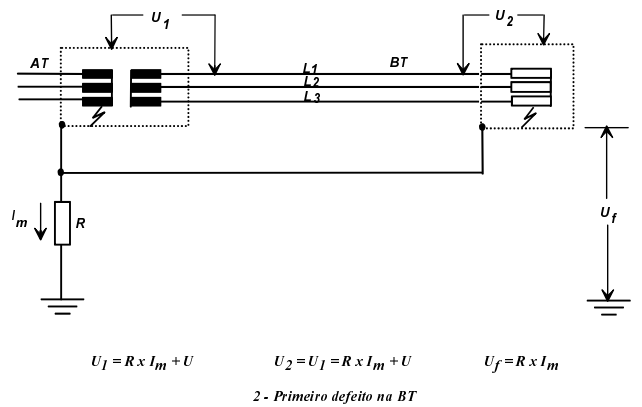 U1
U2
AT
L1
BT
L2
L3
Im
R
Uf
U1 = R x Im + U
U2 = U1 = R x Im + U
Uf = R x Im
2 - Primeiro defeito na BT